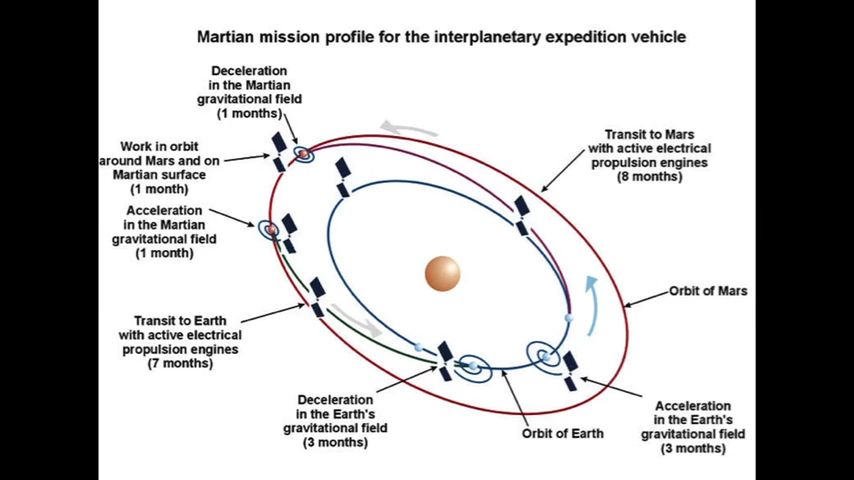 Martian mission profile for the interplanetary expedition vehicle
Deceleration
in the Martian
gravitational field
(1 months)
Work in orbit
around Mars and on
Martian surface
(1 month)
Acceleration
in the Martian
gravitational field
(1 month)
Transit to Earth
with active electrical
propulsion engines
(7 months)
Deceleration
in the Earth's
gravitational field
(3 months)
Orbit of Earth
Acceleration
in the Earth's
gravitational field
(3 months)
Orbit of Mars
Transit to Mars
with active electrical
propulsion engines
(8 months)